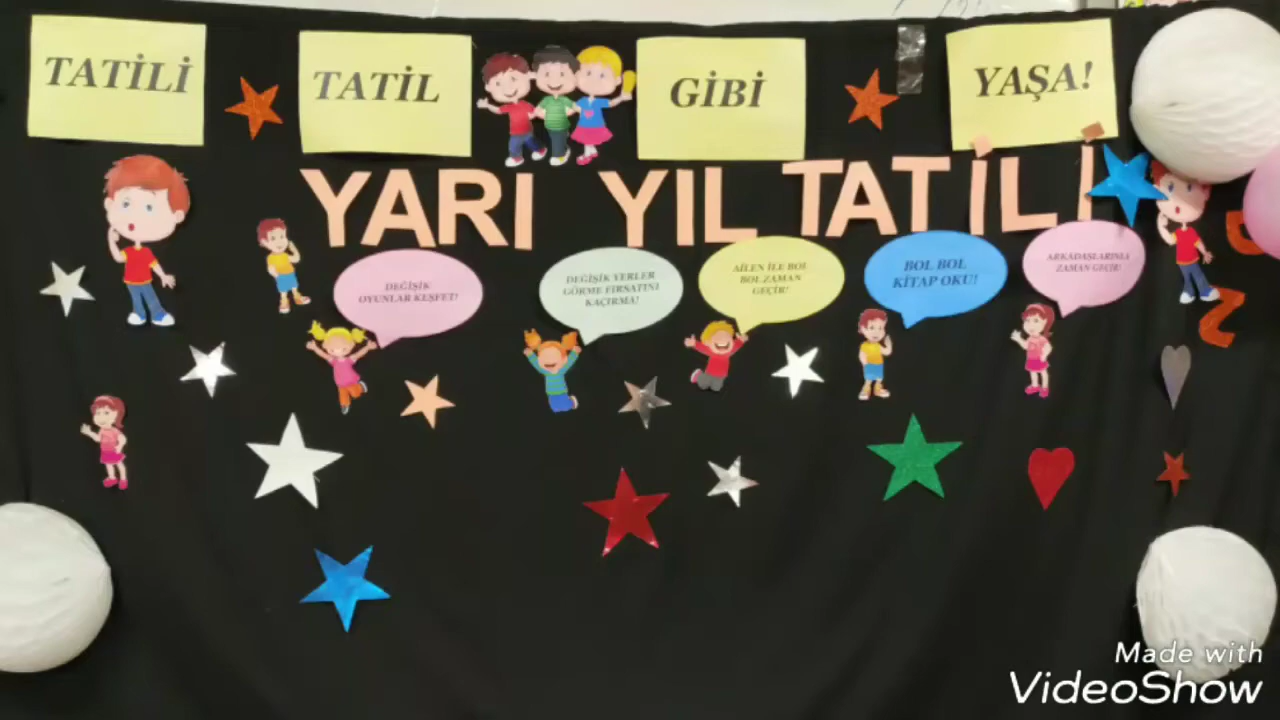 TATİLİ TATİL GİBİ YAŞA!
YARI YIL TATİLİ
DEĞİŞİK
OYUNLAR KEŞFET!
DEĞİŞİK YERLER
GÖRME FIRSATINI
KAÇIRMA!
AİLEN İLE BOL
BOL ZAMAN
GEÇİR!
BOL BOL
KİTAP OKU!
ARKADAŞLARINLA
ZAMAN GEÇİR!
Made with
VideoShow